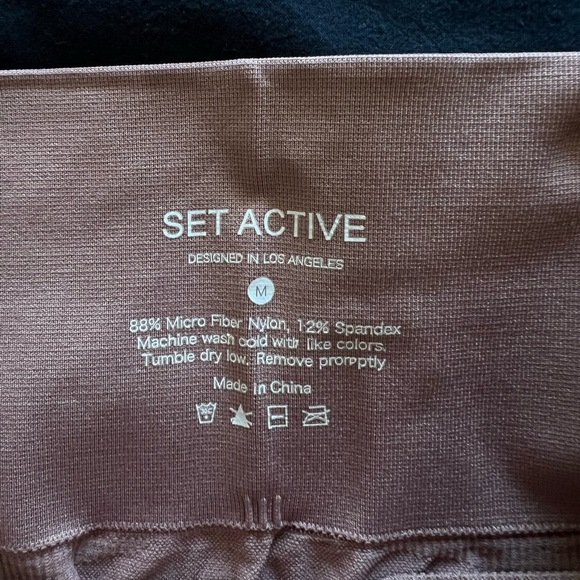 SET ACTIVE
DESIGNED IN LOS ANGELES
M
88% Micro Fiber Nylon, 12% Spandex
Machine wash cold with like colors.
Tumble dry low. Remove promptly
Made in China